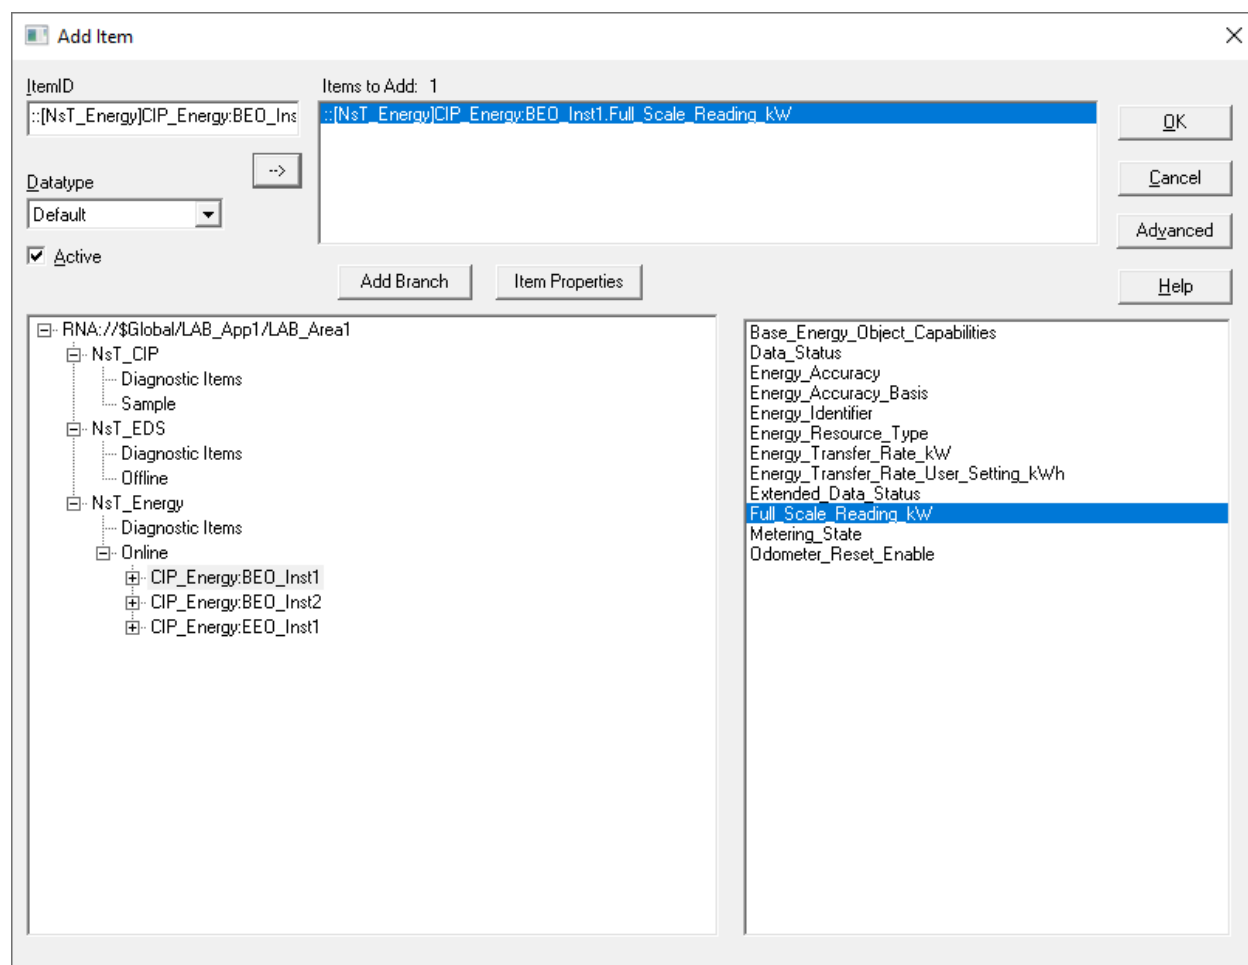 Add Item
ItemID
::[NsT_Energy]CIP_Energy:BEO_Ins
Items to Add: 1
::[NsT_Energy]CIP_Energy:BEO_Inst1.Full_Scale_Reading_kW
OK
-->
Datatype
Default
Cancel
Advanced
Active
Add Branch
Item Properties
Help
RNA://$Global/LAB_App1/LAB_Area1
NsT_CIP
Diagnostic Items
Sample
NsT_EDS
Diagnostic Items
Offline
NsT_Energy
Diagnostic Items
Online
CIP_Energy:BEO_Inst1
CIP_Energy:BEO_Inst2
CIP_Energy:EEO_Inst1
Base_Energy_Object_Capabilities
Data_Status
Energy_Accuracy
Energy_Accuracy_Basis
Energy_Identifier
Energy_Resource_Type
Energy_Transfer_Rate_kW
Energy_Transfer_Rate_User_Setting_kWh
Extended_Data_Status
Full_Scale_Reading_kW
Metering_State
Odometer_Reset_Enable